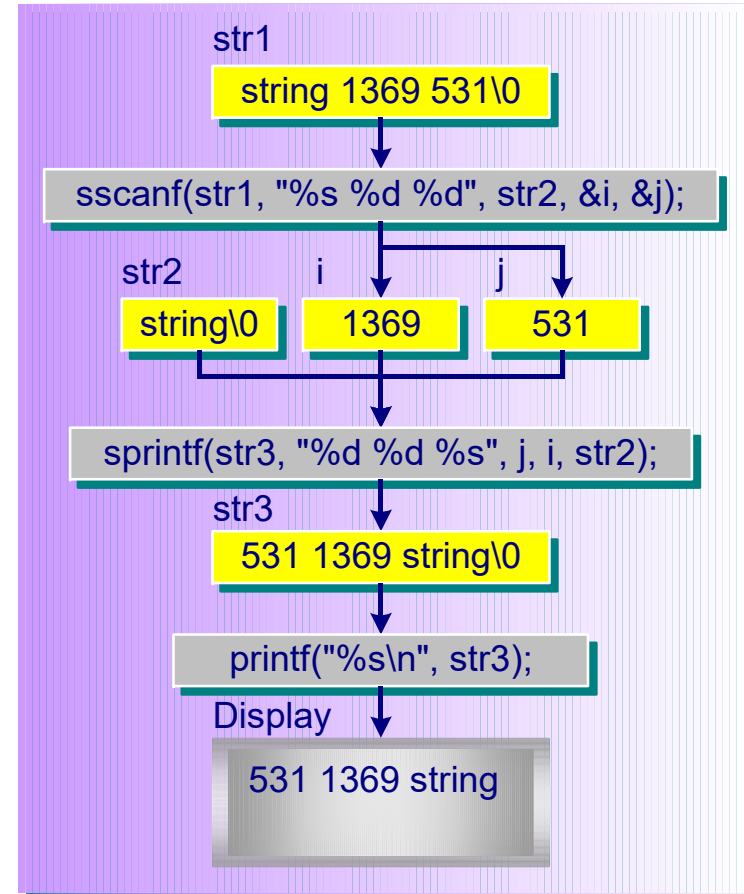 str1
string 1369 531\0
sscanf(str1, "%s %d %d", str2, &i, &j);
str2 i j
string\0 1369 531
sprintf(str3, "%d %d %s", j, i, str2);
str3
531 1369 string\0
printf("%s\n", str3);
Display
531 1369 string